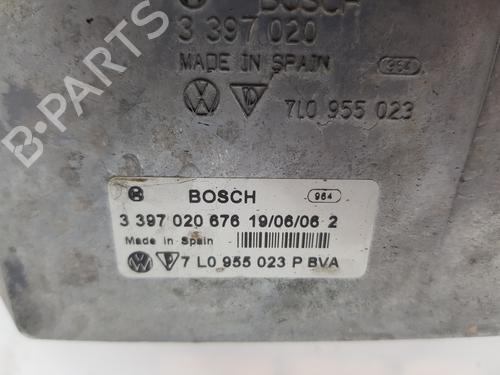 BOSCH
3 397 020
MADE IN SPAIN 964
7L0 955 023
B-PARTS
BOSCH 964
3 397 020 676 19/06/06 2
Made in Spain
7 L0 955 023 P BVA